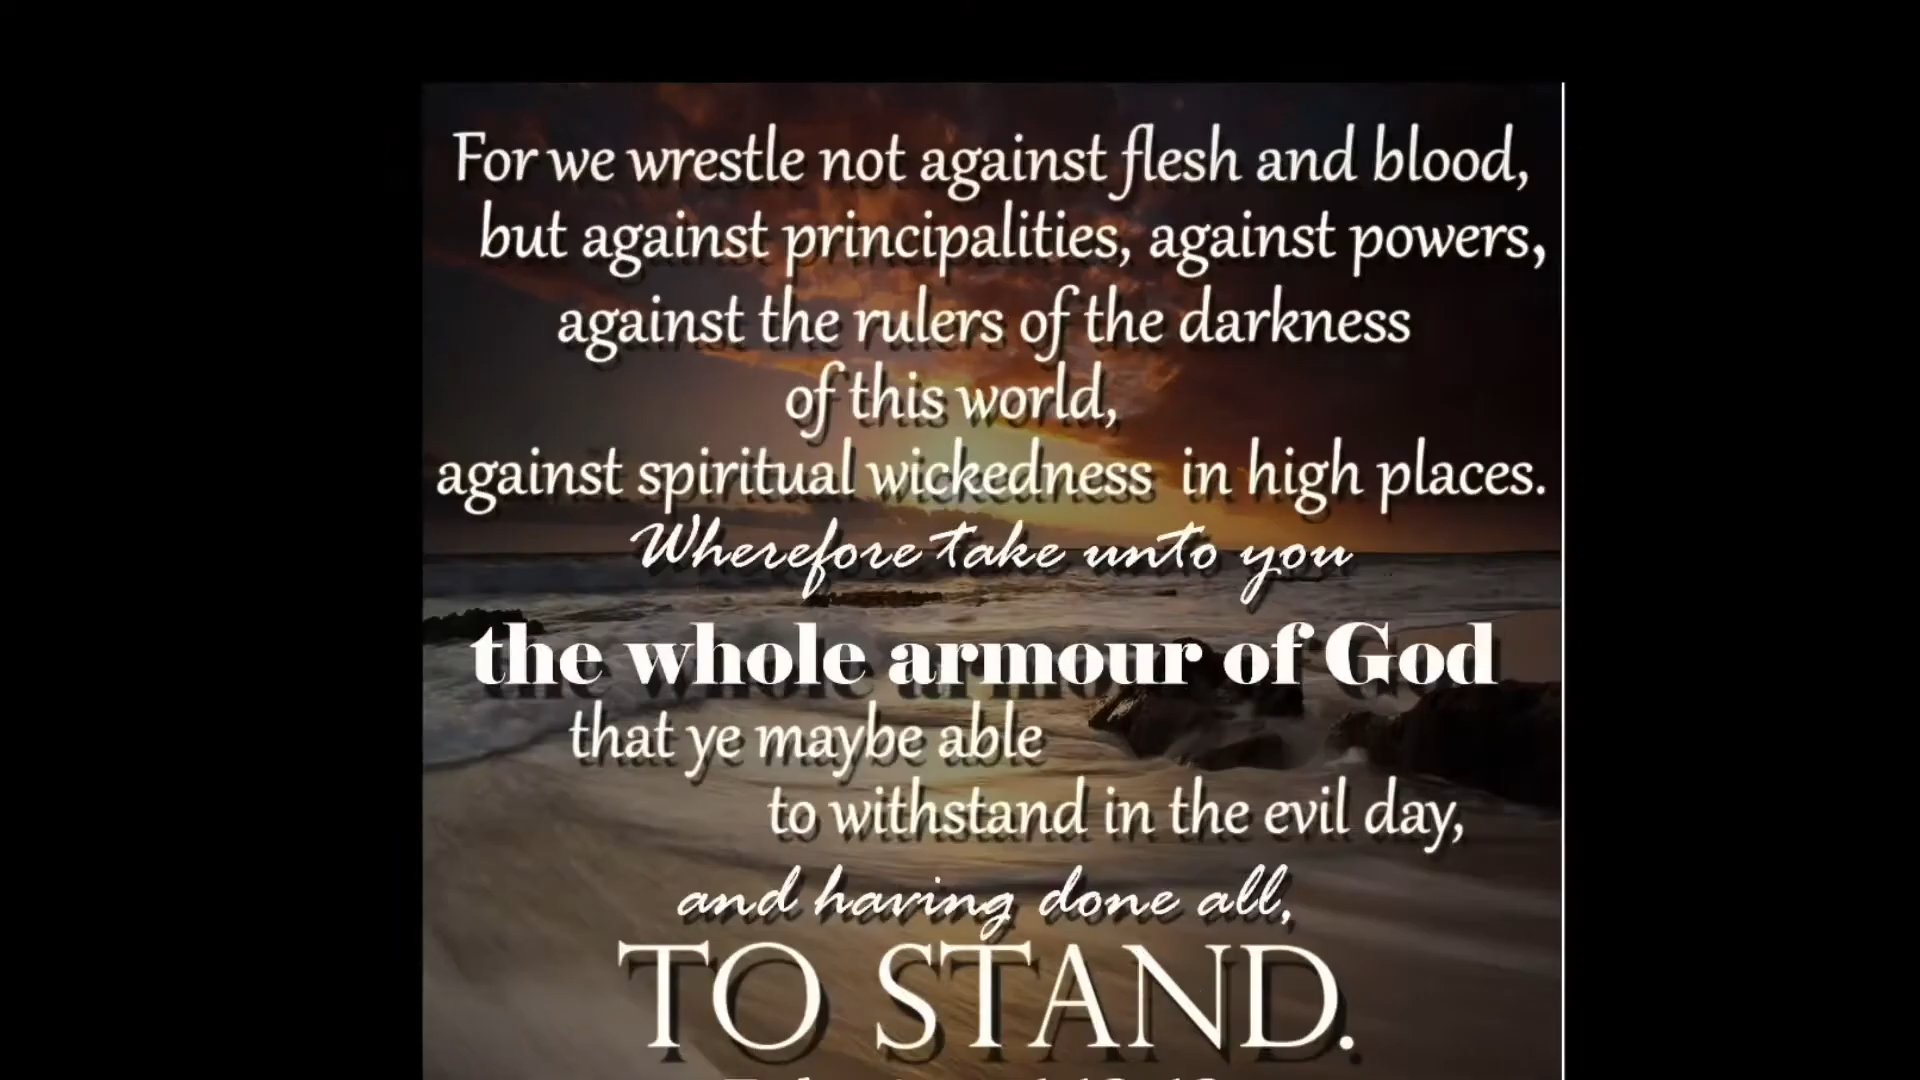 For we wrestle not against flesh and blood,
but against principalities, against powers,
against the rulers of the darkness
of this world,
against spiritual wickedness in high places.
Wherefore take unto you
the whole armour of God
that ye maybe able
to withstand in the evil day,
and having done all,
TO STAND.